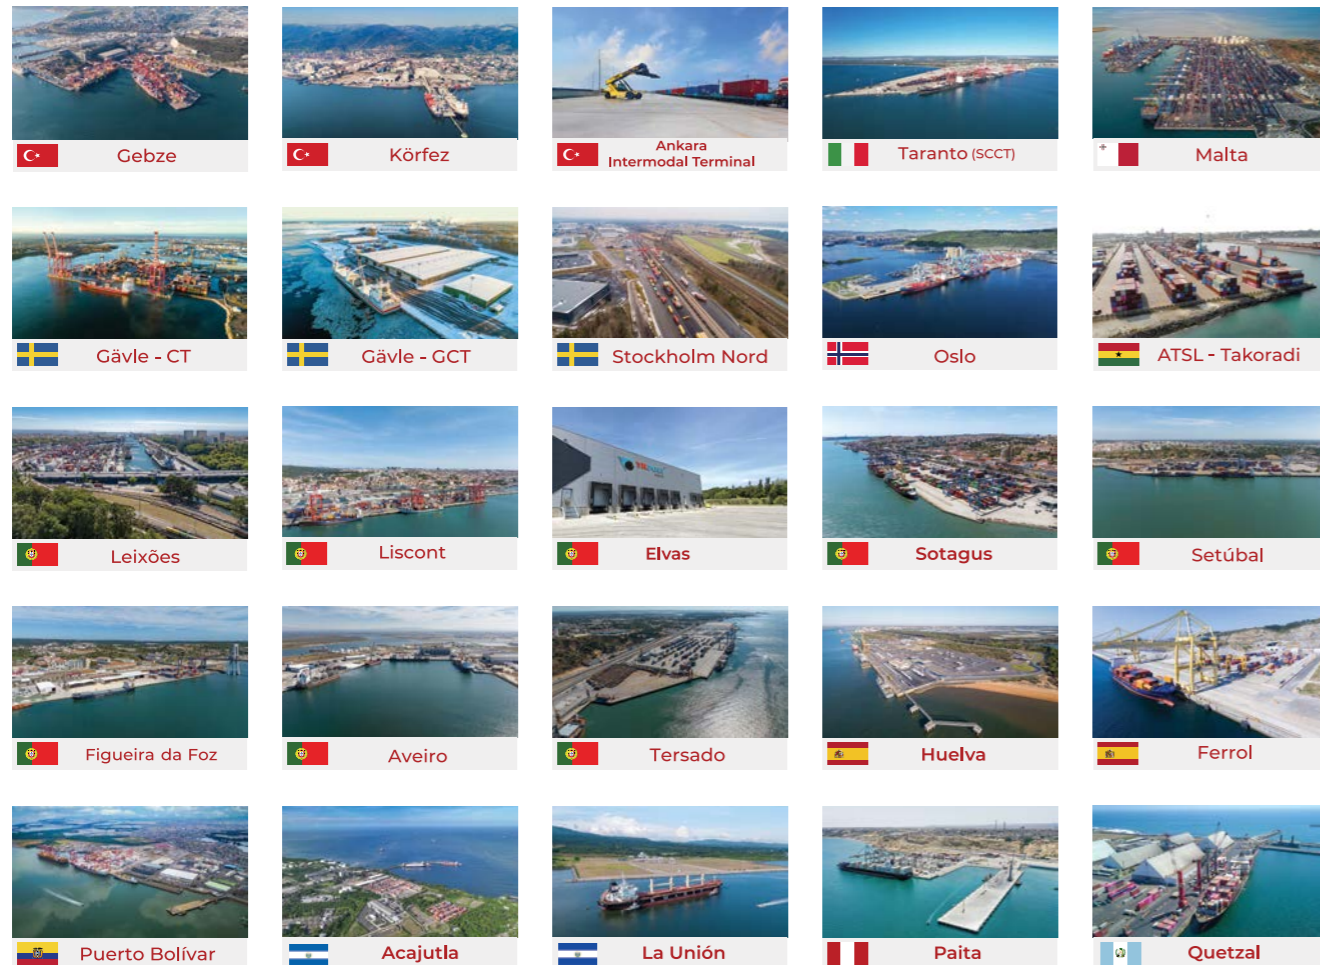 Gebze
Körfez
Ankara
Intermodal Terminal
Taranto (SCCT)
Malta
Gävle - CT
Gävle - GCT
Stockholm Nord
Oslo
ATSL - Takoradi
Leixões
Liscont
Elvas
Sotagus
Setúbal
Figueira da Foz
Aveiro
Tersado
Huelva
Ferrol
Puerto Bolívar
Acajutla
La Unión
Paita
Quetzal